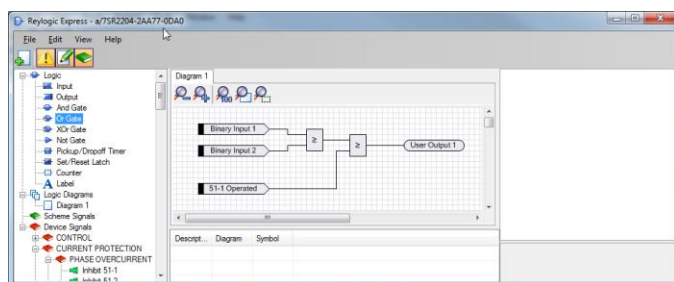 Reylogic Express - a/7SR2204-2AA77-0DA0
File Edit View Help
Logic
Input
Output
And Gate
Or Gate
XOr Gate
Not Gate
Pickup/Dropoff Timer
Set/Reset Latch
Counter
Label
Logic Diagrams
Diagram 1
Scheme Signals
Device Signals
CONTROL
CURRENT PROTECTION
PHASE OVERCURRENT
Inhibit 51-1
Inhibit 51-2
Diagram 1
100
Binary Input 1
≥
Binary Input 2
≥
User Output 1
51-1 Operated
Descript... Diagram Symbol